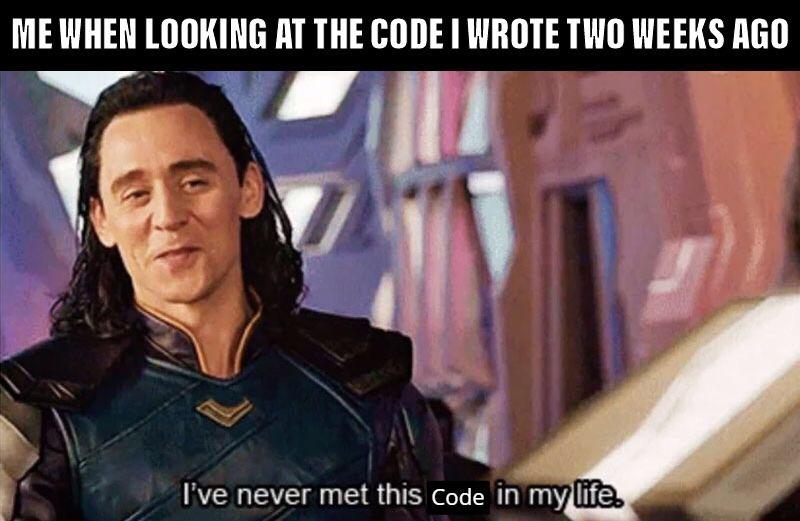 ME WHEN LOOKING AT THE CODE I WROTE TWO WEEKS AGO
I've never met this Code in my life.